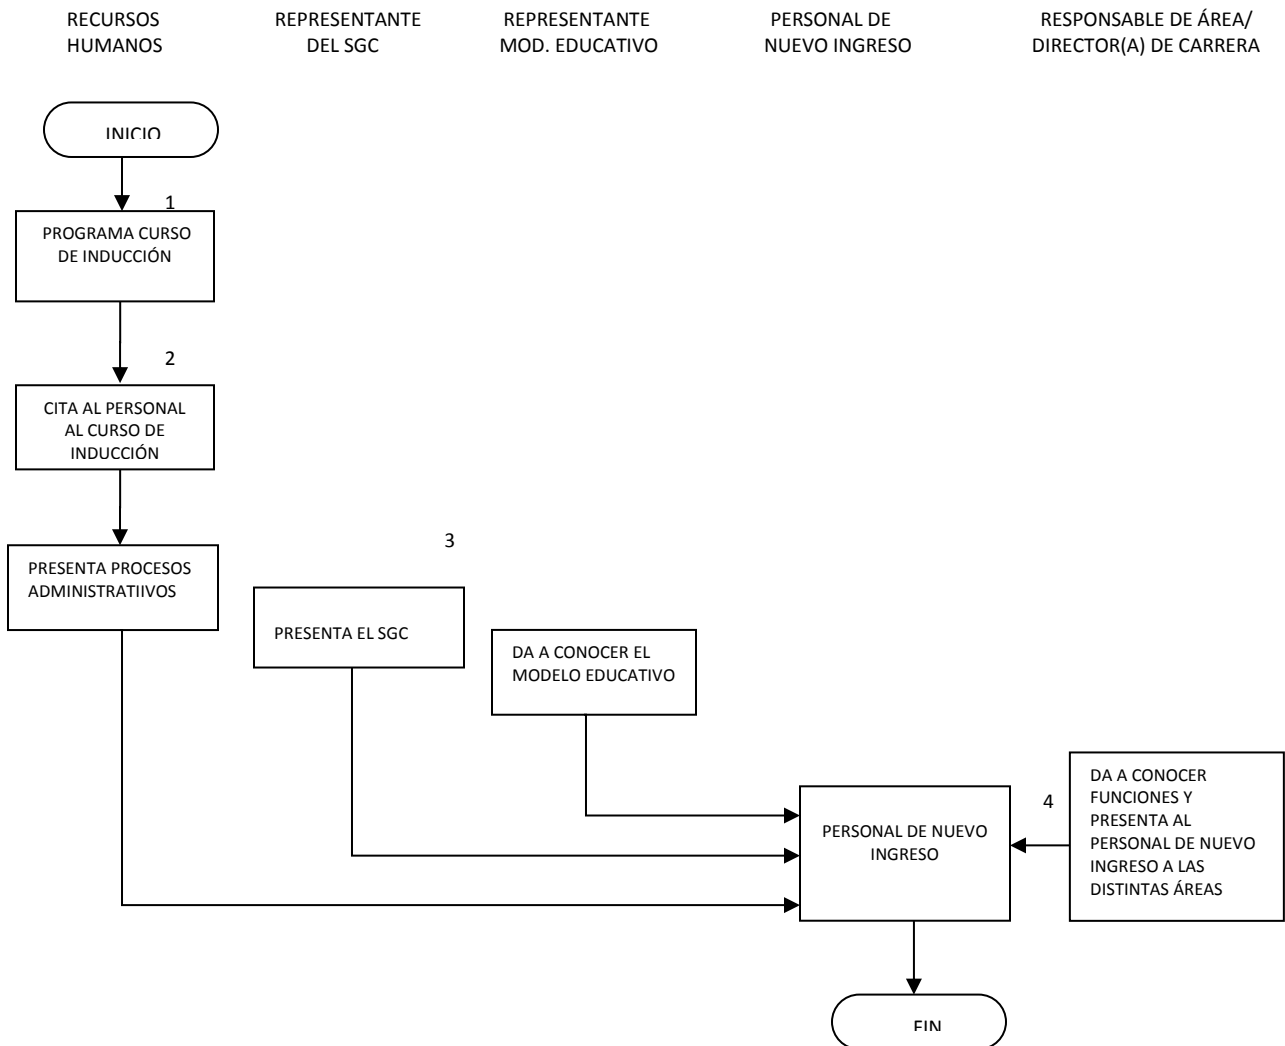 RECURSOS
HUMANOS
REPRESENTANTE
DEL SGC
REPRESENTANTE
MOD. EDUCATIVO
PERSONAL DE
NUEVO INGRESO
RESPONSABLE DE ÁREA/
DIRECTOR(A) DE CARRERA
INICIO
1
PROGRAMA CURSO
DE INDUCCIÓN
2
CITA AL PERSONAL
AL CURSO DE
INDUCCIÓN
PRESENTA PROCESOS
ADMINISTRATIIVOS
3
PRESENTA EL SGC
DA A CONOCER EL
MODELO EDUCATIVO
PERSONAL DE NUEVO
INGRESO
4
DA A CONOCER
FUNCIONES Y
PRESENTA AL
PERSONAL DE NUEVO
INGRESO A LAS
DISTINTAS ÁREAS
FIN